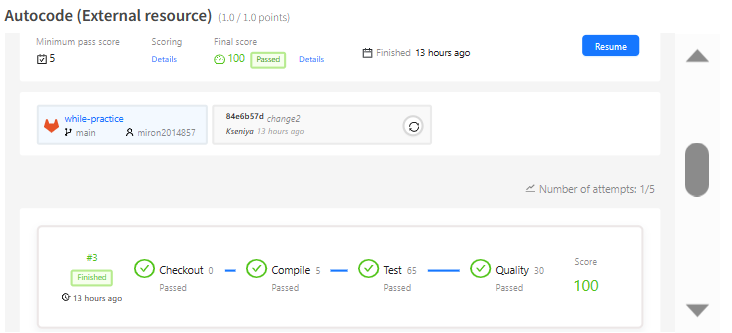 Autocode (External resource) (1.0 / 1.0 points)
Minimum pass score Scoring Final score
5 Details 100 Passed Details Finished 13 hours ago Resume
while-practice 84e6b57d change2
main miron2014857 Kseniya 13 hours ago
Number of attempts: 1/5
#3 Score
Finished Checkout 0 Compile 5 Test 65 Quality 30 100
13 hours ago Passed Passed Passed Passed